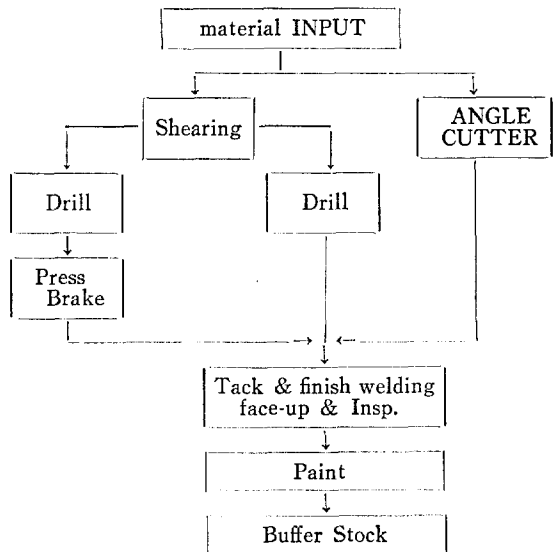 material INPUT
Shearing
ANGLE
CUTTER
Drill
Drill
Press
Brake
Tack & finish welding
face-up & Insp.
Paint
Buffer Stock